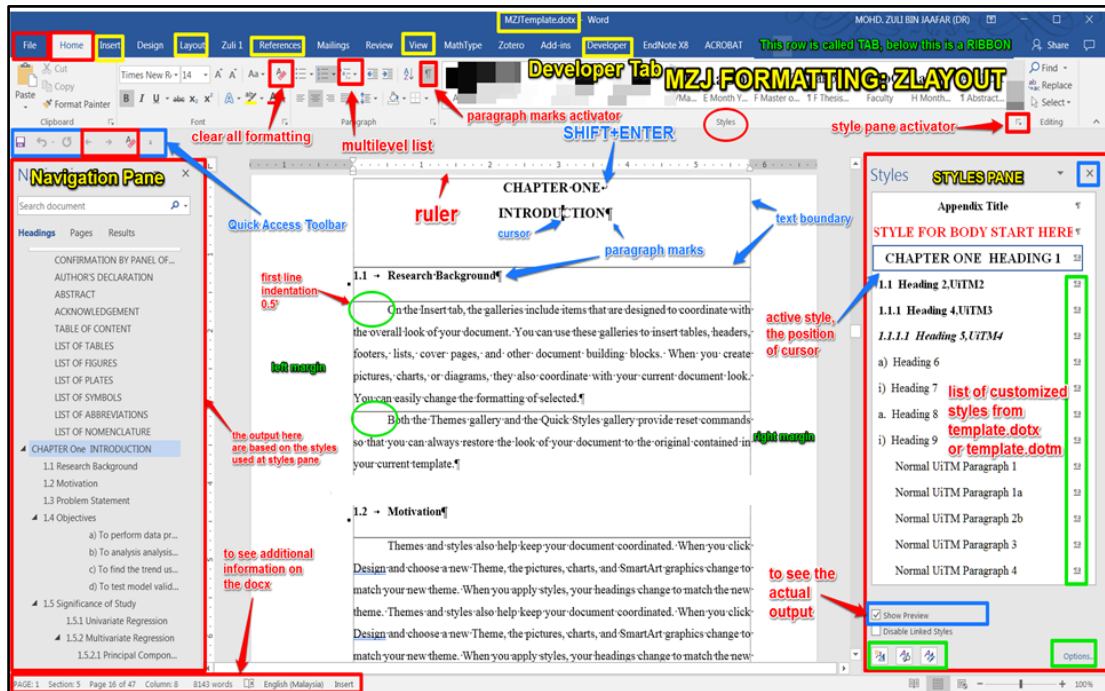 MZJTemplate.dotx - Word
MOHD. ZULI BIN JAAFAR (DR)
File Home Insert Design Layout Zuli 1 References Mailings Review View MathType Zotero Add-ins Developer EndNote X8 ACROBAT
This row is called TAB, below this is a RIBBON
Share
Cut
Copy
Format Painter
Paste
Times New R 14
Developer Tab
MZJ FORMATTING: ZLAYOUT
E Month Y... F Master o... ¶ F Thesis... Faculty H Month... ¶ Abstract...
Find
Replace
Select
Clipboard Font Paragraph Styles Editing
clear all formatting
multilevel list
paragraph marks activator
SHIFT+ENTER
style pane activator
Navigation Pane
Search document
Headings Pages Results
CONFIRMATION BY PANEL OF...
AUTHOR'S DECLARATION
ABSTRACT
ACKNOWLEDGEMENT
TABLE OF CONTENT
LIST OF TABLES
LIST OF FIGURES
LIST OF PLATES
LIST OF SYMBOLS
LIST OF ABBREVIATIONS
LIST OF NOMENCLATURE
CHAPTER One INTRODUCTION
1.1 Research Background
1.2 Motivation
1.3 Problem Statement
1.4 Objectives
a) To perform data pr...
b) To analysis analysis...
c) To find the trend us...
d) To test model valid...
1.5 Significance of Study
1.5.1 Univariate Regression
1.5.2 Multivariate Regression
1.5.2.1 Principal Compon...
Quick Access Toolbar
ruler
cursor
paragraph marks
text boundary
first line
indentation
0.5'
left margin
right margin
the output here
are based on the styles
used at styles pane
to see additional
information on
the docx
CHAPTER·ONE
INTRODUCTION¶
1.1 → Research·Background¶
On·the·Insert·tab,·the·galleries·include·items·that·are·designed·to·coordinate·with
the·overall·look·of·your·document.·You·can·use·these·galleries·to·insert·tables,·headers,
footers,·lists,·cover·pages,·and·other·document·building·blocks.·When·you·create
pictures,·charts,·or·diagrams,·they·also·coordinate·with·your·current·document·look.
You·can·easily·change·the·formatting·of·selected.¶
Both·the·Themes·gallery·and·the·Quick·Styles·gallery·provide·reset·commands
so·that·you·can·always·restore·the·look·of·your·document·to·the·original·contained·in
your·current·template.¶
1.2 → Motivation¶
Themes·and·styles·also·help·keep·your·document·coordinated.·When·you·click
Design·and·choose·a·new·Theme,·the·pictures,·charts,·and·SmartArt·graphics·change·to
match·your·new·theme.·When·you·apply·styles,·your·headings·change·to·match·the·new
theme.·Themes·and·styles·also·help·keep·your·document·coordinated.·When·you·click
Design·and·choose·a·new·Theme,·the·pictures,·charts,·and·SmartArt·graphics·change·to
match·your·new·theme.·When·you·apply·styles,·your·headings·change·to·match·the·new
Styles
STYLES PANE
Appendix Title
STYLE FOR BODY START HERE
CHAPTER ONE HEADING 1
1.1 Heading 2,UiTM2
1.1.1 Heading 4,UiTM3
1.1.1.1 Heading 5,UiTM4
a) Heading 6
i) Heading 7
a. Heading 8
i) Heading 9
Normal UiTM Paragraph 1
Normal UiTM Paragraph 1a
Normal UiTM Paragraph 2b
Normal UiTM Paragraph 3
Normal UiTM Paragraph 4
active style,
the position
of cursor
list of customized
styles from
template.dotx
or template.dotm
to see the
actual
output
Show Preview
Disable Linked Styles
Options...
PAGE: 1 Section: 5 Page 16 of 47 Column: 8 8143 words English (Malaysia) Insert
100%